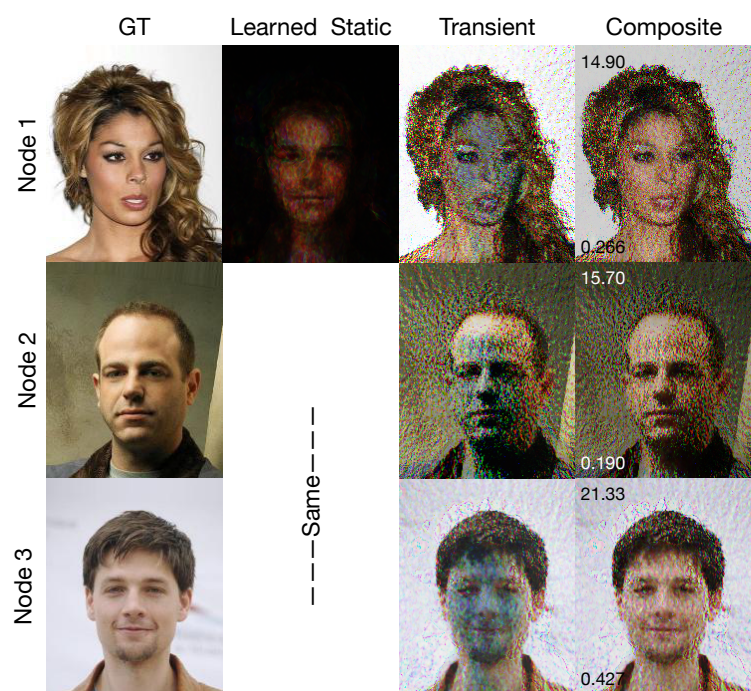 GT Learned Static Transient Composite
Node 1
14.90
0.266
Node 2
15.70
0.190
— — —Same— — —
Node 3
21.33
0.427